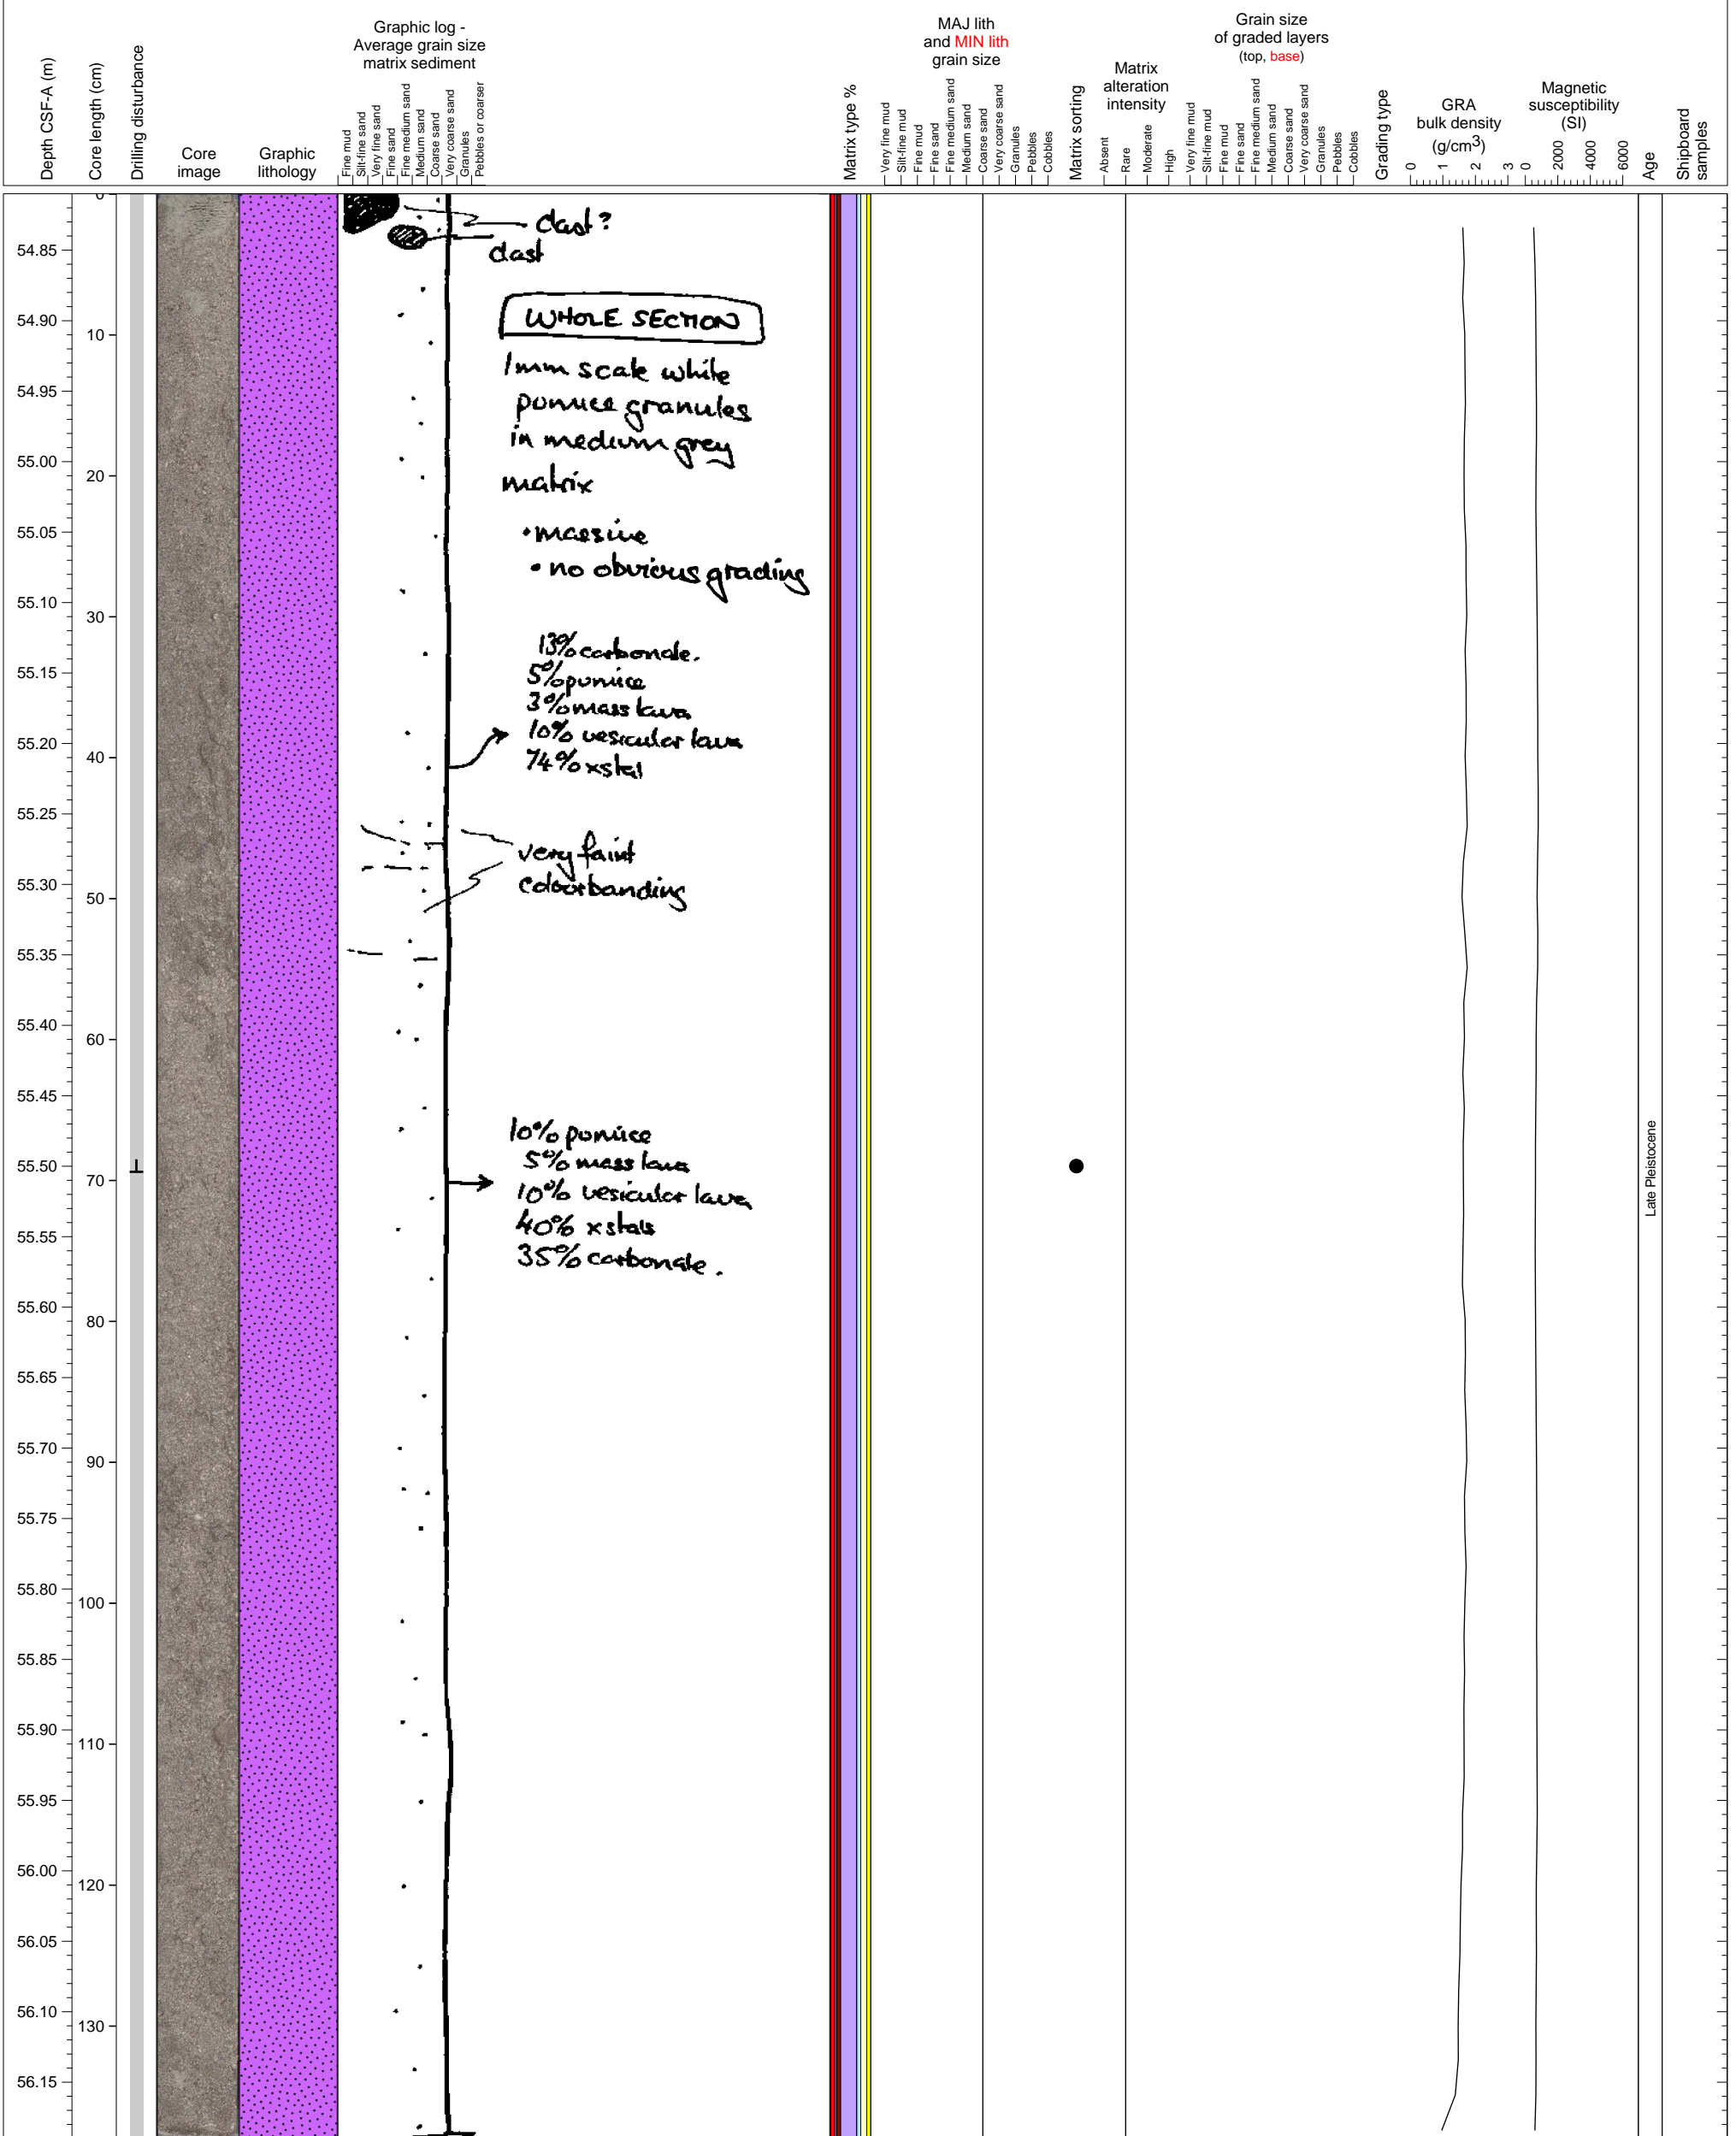 Depth CSF-A (m)
Core length (cm)
Drilling disturbance
Core
image
Graphic
lithology
Graphic log -
Average grain size
matrix sediment
Fine mud
Silt-fine sand
Very fine sand
Fine sand
Fine medium sand
Medium sand
Coarse sand
Very coarse sand
Granules
Pebbles or coarser
Matrix type %
MAJ lith
and MIN lith
grain size
Very fine mud
Silt-fine mud
Fine mud
Fine sand
Fine medium sand
Medium sand
Coarse sand
Very coarse sand
Granules
Pebbles
Cobbles
Matrix sorting
Matrix
alteration
intensity
Absent
Rare
Moderate
High
Grain size
of graded layers
(top, base)
Very fine mud
Silt-fine mud
Fine mud
Fine sand
Fine medium sand
Medium sand
Coarse sand
Very coarse sand
Granules
Pebbles
Cobbles
Grading type
GRA
bulk density
(g/cm3)
0 1 2 3
Magnetic
susceptibility
(SI)
0 2000 4000 6000
Age
Shipboard
samples
0
clast?
54.85
clast
54.90
10
WHOLE SECTION
1mm scale white
54.95
pumice granules
in medium grey
55.00
20
matrix
55.05
•massive
•no obvious grading
55.10
30
13% carbonate.
55.15
5% pumice
3% mass lava
55.20
10% vesicular lava
40
74% xstal
55.25
very faint
55.30
colour banding
50
55.35
55.40
60
55.45
10% pumice
55.50
5% mass lava
70
10% vesicular lava
55.55
40% xstals
35% carbonate.
Late Pleistocene
55.60
80
55.65
55.70
90
55.75
55.80
100
55.85
55.90
110
55.95
56.00
120
56.05
56.10
130
56.15